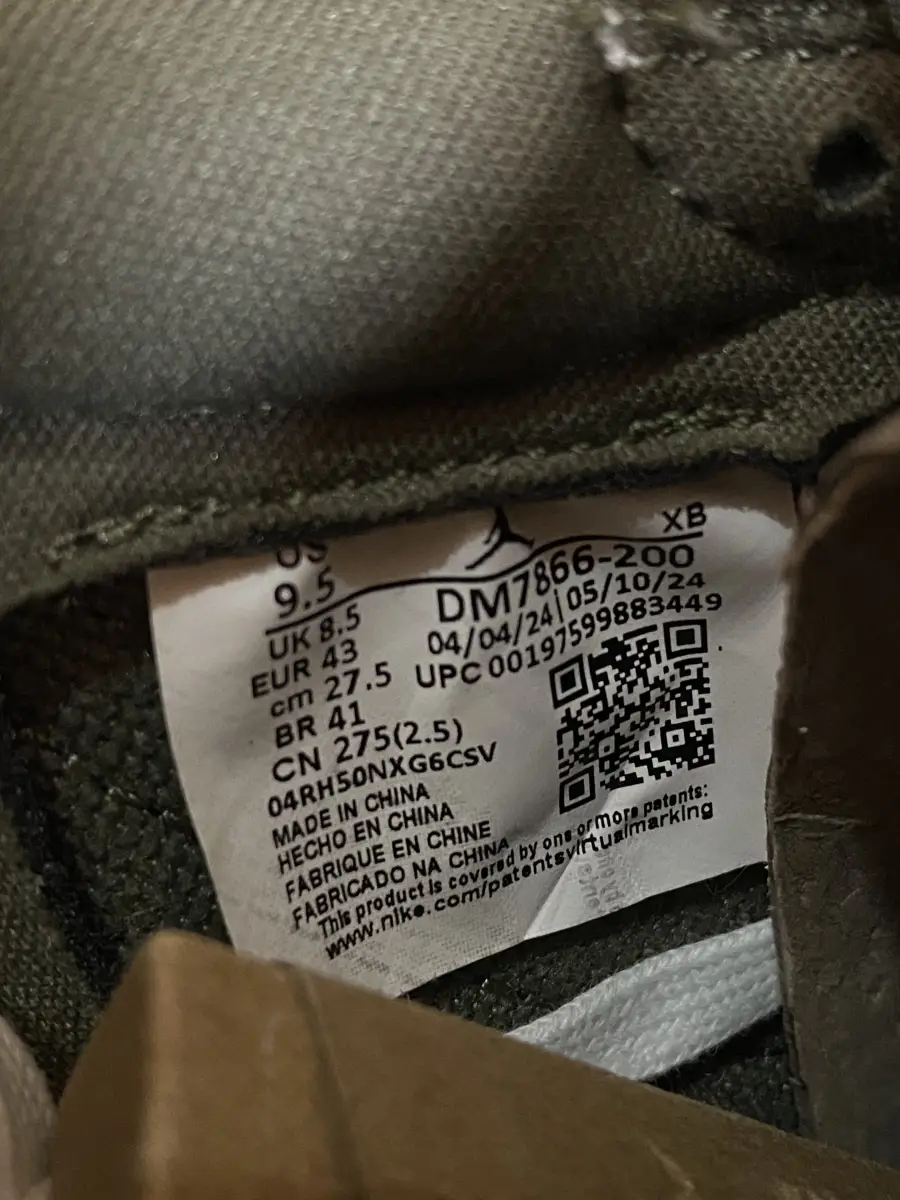 US
9.5
UK 8.5
EUR 43
cm 27.5
BR 41
CN 275(2.5)
04RH50NXG6CSV
XB
DM7866-200
04/04/24|05/10/24
UPC 00197599883449
MADE IN CHINA
HECHO EN CHINA
FABRIQUE EN CHINE
FABRICADO NA CHINA
This product is covered by one or more patents:
www.nike.com/patentsvirtualmarking